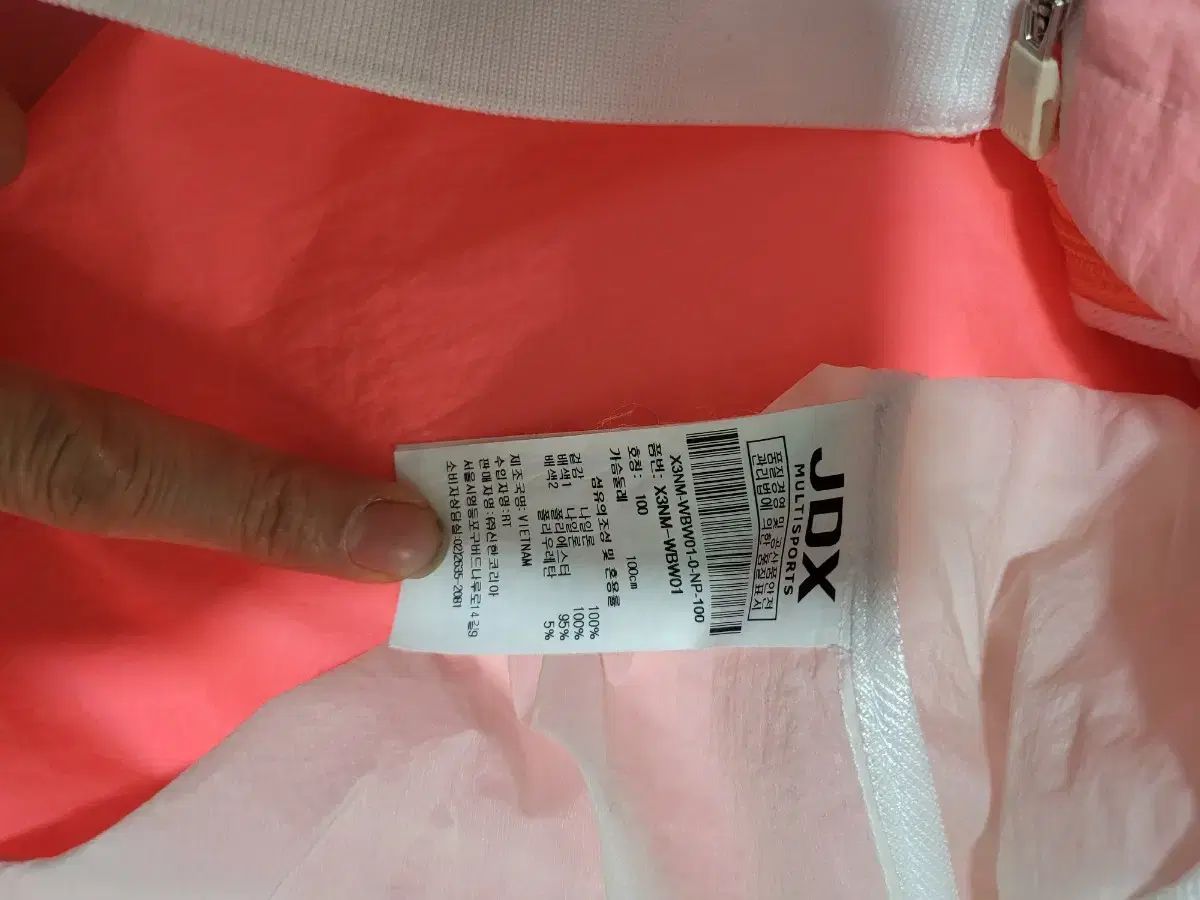 JDX
MULTISPORTS
품질경영 및 공산품안전
관리법에 의한 품질표시
X3NM-WBW01-0-NP-100
품번: X3NM-WBW01
호칭: 100
가슴둘레 100cm
섬유의 조성 및 혼용율
겉감 나일론 100%
배색1 나일론 100%
배색2 폴리에스터 95%
폴리우레탄 5%
제조국명: VIETNAM
수입자명: RT
판매자명: ㈜신한코리아
서울시영등포구버드나루로14길9
소비자상담실:02)2635-2081